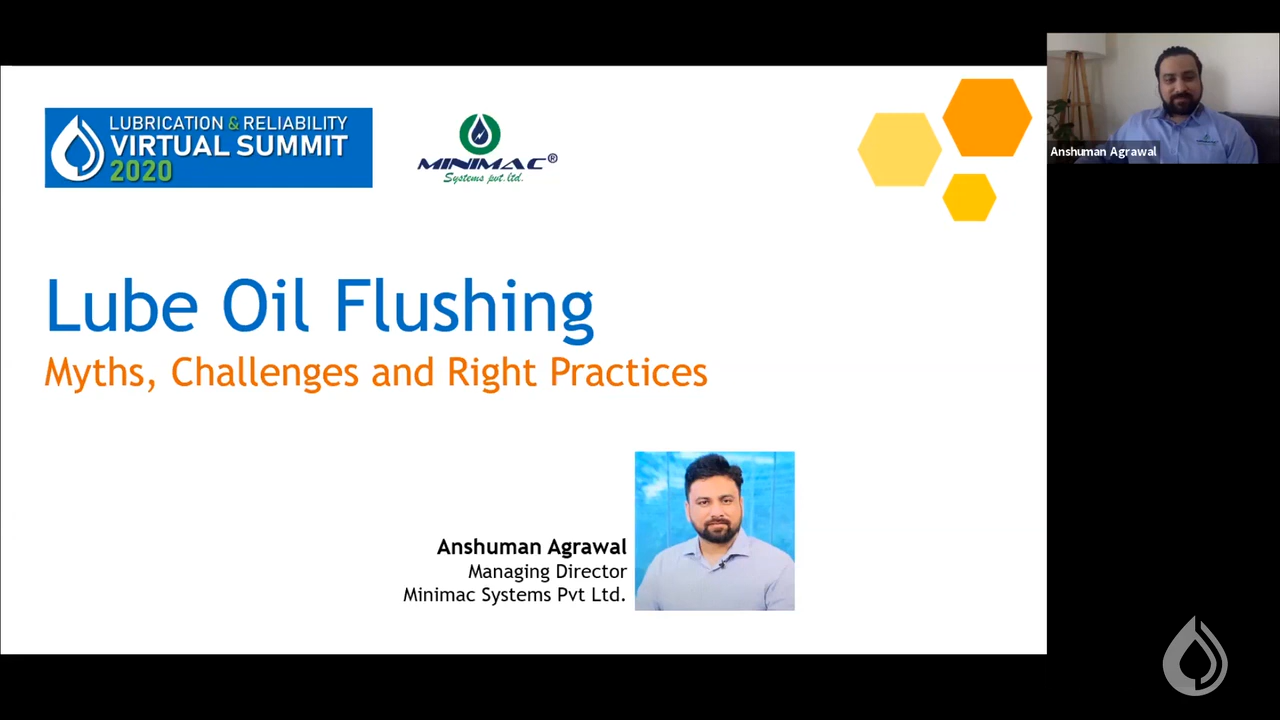 LUBRICATION & RELIABILITY
VIRTUAL SUMMIT
2020
MINIMAC®
Systems pvt.ltd.
Anshuman Agrawal
Lube Oil Flushing
Myths, Challenges and Right Practices
Anshuman Agrawal
Managing Director
Minimac Systems Pvt Ltd.